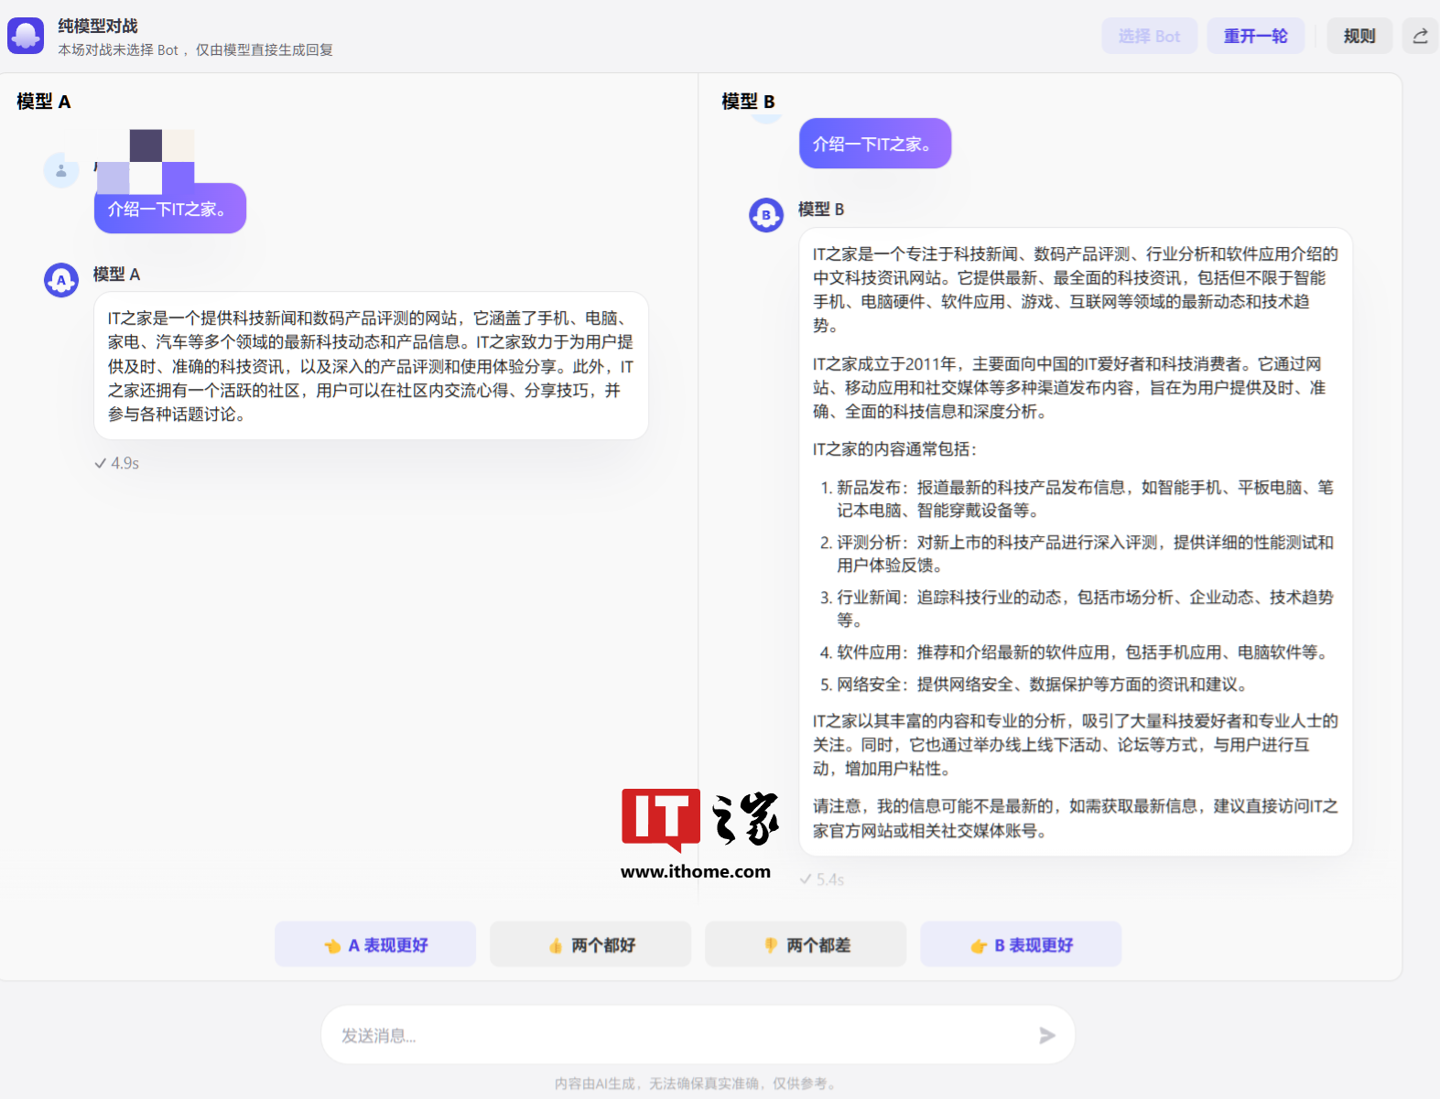 纯模型对战
本场对战未选择 Bot ，仅由模型直接生成回复
选择 Bot
重开一轮
规则
模型 A
介绍一下IT之家。
A
模型 A
IT之家是一个提供科技新闻和数码产品评测的网站，它涵盖了手机、电脑、
家电、汽车等多个领域的最新科技动态和产品信息。IT之家致力于为用户提
供及时、准确的科技资讯，以及深入的产品评测和使用体验分享。此外，IT
之家还拥有一个活跃的社区，用户可以在社区内交流心得、分享技巧，并
参与各种话题讨论。
4.9s
模型 B
介绍一下IT之家。
B
模型 B
IT之家是一个专注于科技新闻、数码产品评测、行业分析和软件应用介绍的
中文科技资讯网站。它提供最新、最全面的科技资讯，包括但不限于智能
手机、电脑硬件、软件应用、游戏、互联网等领域的最新动态和技术趋
势。
IT之家成立于2011年，主要面向中国的IT爱好者和科技消费者。它通过网
站、移动应用和社交媒体等多种渠道发布内容，旨在为用户提供及时、准
确、全面的科技信息和深度分析。
IT之家的内容通常包括：
1. 新品发布：报道最新的科技产品发布信息，如智能手机、平板电脑、笔
记本电脑、智能穿戴设备等。
2. 评测分析：对新上市的科技产品进行深入评测，提供详细的性能测试和
用户体验反馈。
3. 行业新闻：追踪科技行业的动态，包括市场分析、企业动态、技术趋势
等。
4. 软件应用：推荐和介绍最新的软件应用，包括手机应用、电脑软件等。
5. 网络安全：提供网络安全、数据保护等方面的资讯和建议。
IT之家以其丰富的内容和专业的分析，吸引了大量科技爱好者和专业人士的
关注。同时，它也通过举办线上线下活动、论坛等方式，与用户进行互
动，增加用户粘性。
请注意，我的信息可能不是最新的，如需获取最新信息，建议直接访问IT之
家官方网站或相关社交媒体账号。
5.4s
IT之家
www.ithome.com
A 表现更好
两个都好
两个都差
B 表现更好
发送消息...
内容由AI生成，无法确保真实准确，仅供参考。